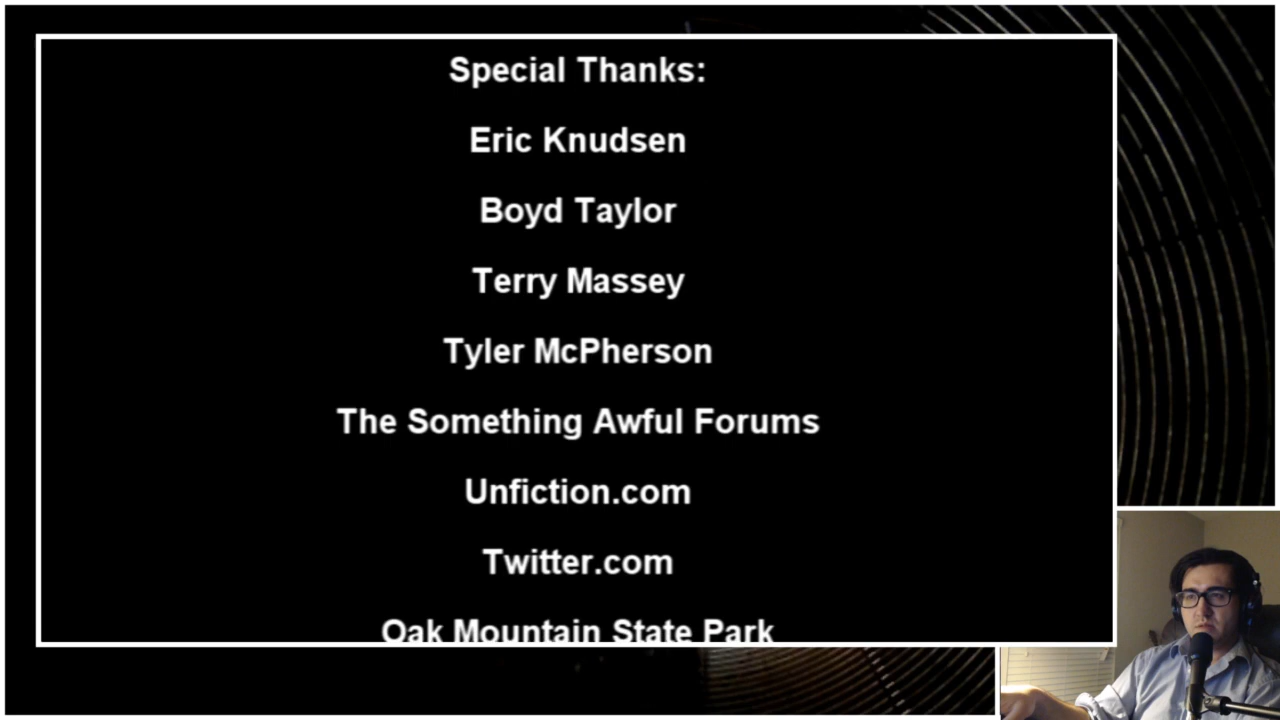 Special Thanks:
Eric Knudsen
Boyd Taylor
Terry Massey
Tyler McPherson
The Something Awful Forums
Unfiction.com
Twitter.com
Oak Mountain State Park